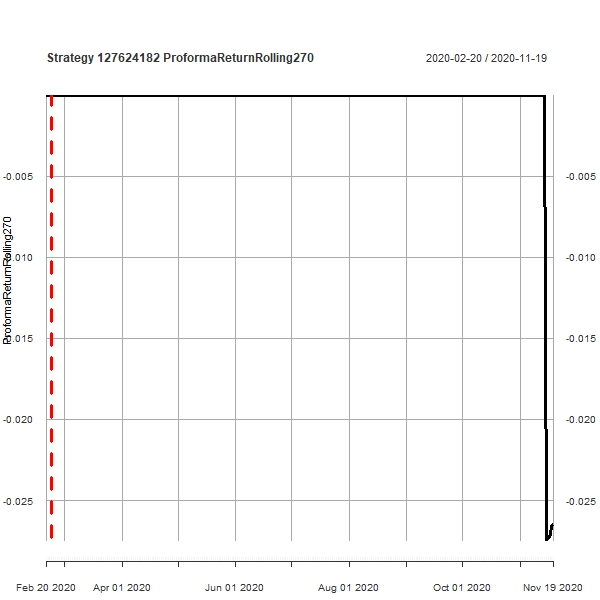 Strategy 127624182 ProformaReturnRolling270
2020-02-20 / 2020-11-19
-0.005
-0.005
ProformaReturnRolling270
-0.010
-0.010
-0.015
-0.015
-0.020
-0.020
-0.025
-0.025
Feb 20 2020
Apr 01 2020
Jun 01 2020
Aug 01 2020
Oct 01 2020
Nov 19 2020